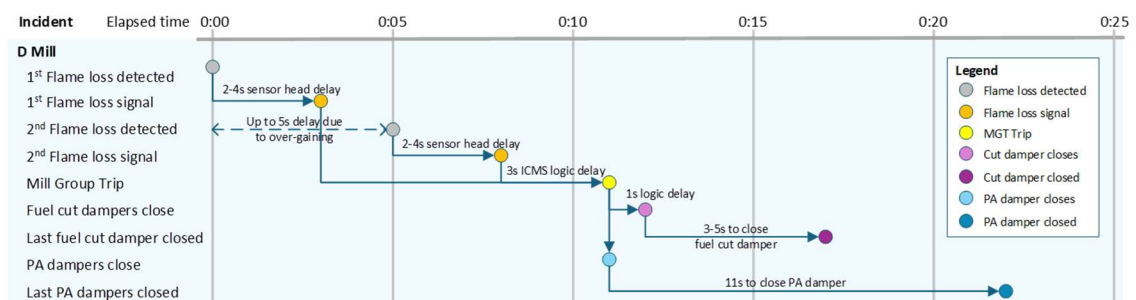 Incident Elapsed time 0:00 0:05 0:10 0:15 0:20 0:25
D Mill
1st Flame loss detected
2-4s sensor head delay
1st Flame loss signal
Up to 5s delay due
to over-gaining
2nd Flame loss detected
2-4s sensor head delay
2nd Flame loss signal
3s ICMS logic delay
Mill Group Trip
1s logic delay
Fuel cut dampers close
3-5s to close
fuel cut damper
Last fuel cut damper closed
PA dampers close
11s to close PA damper
Last PA dampers closed
Legend
Flame loss detected
Flame loss signal
MGT Trip
Cut damper closes
Cut damper closed
PA damper closes
PA damper closed